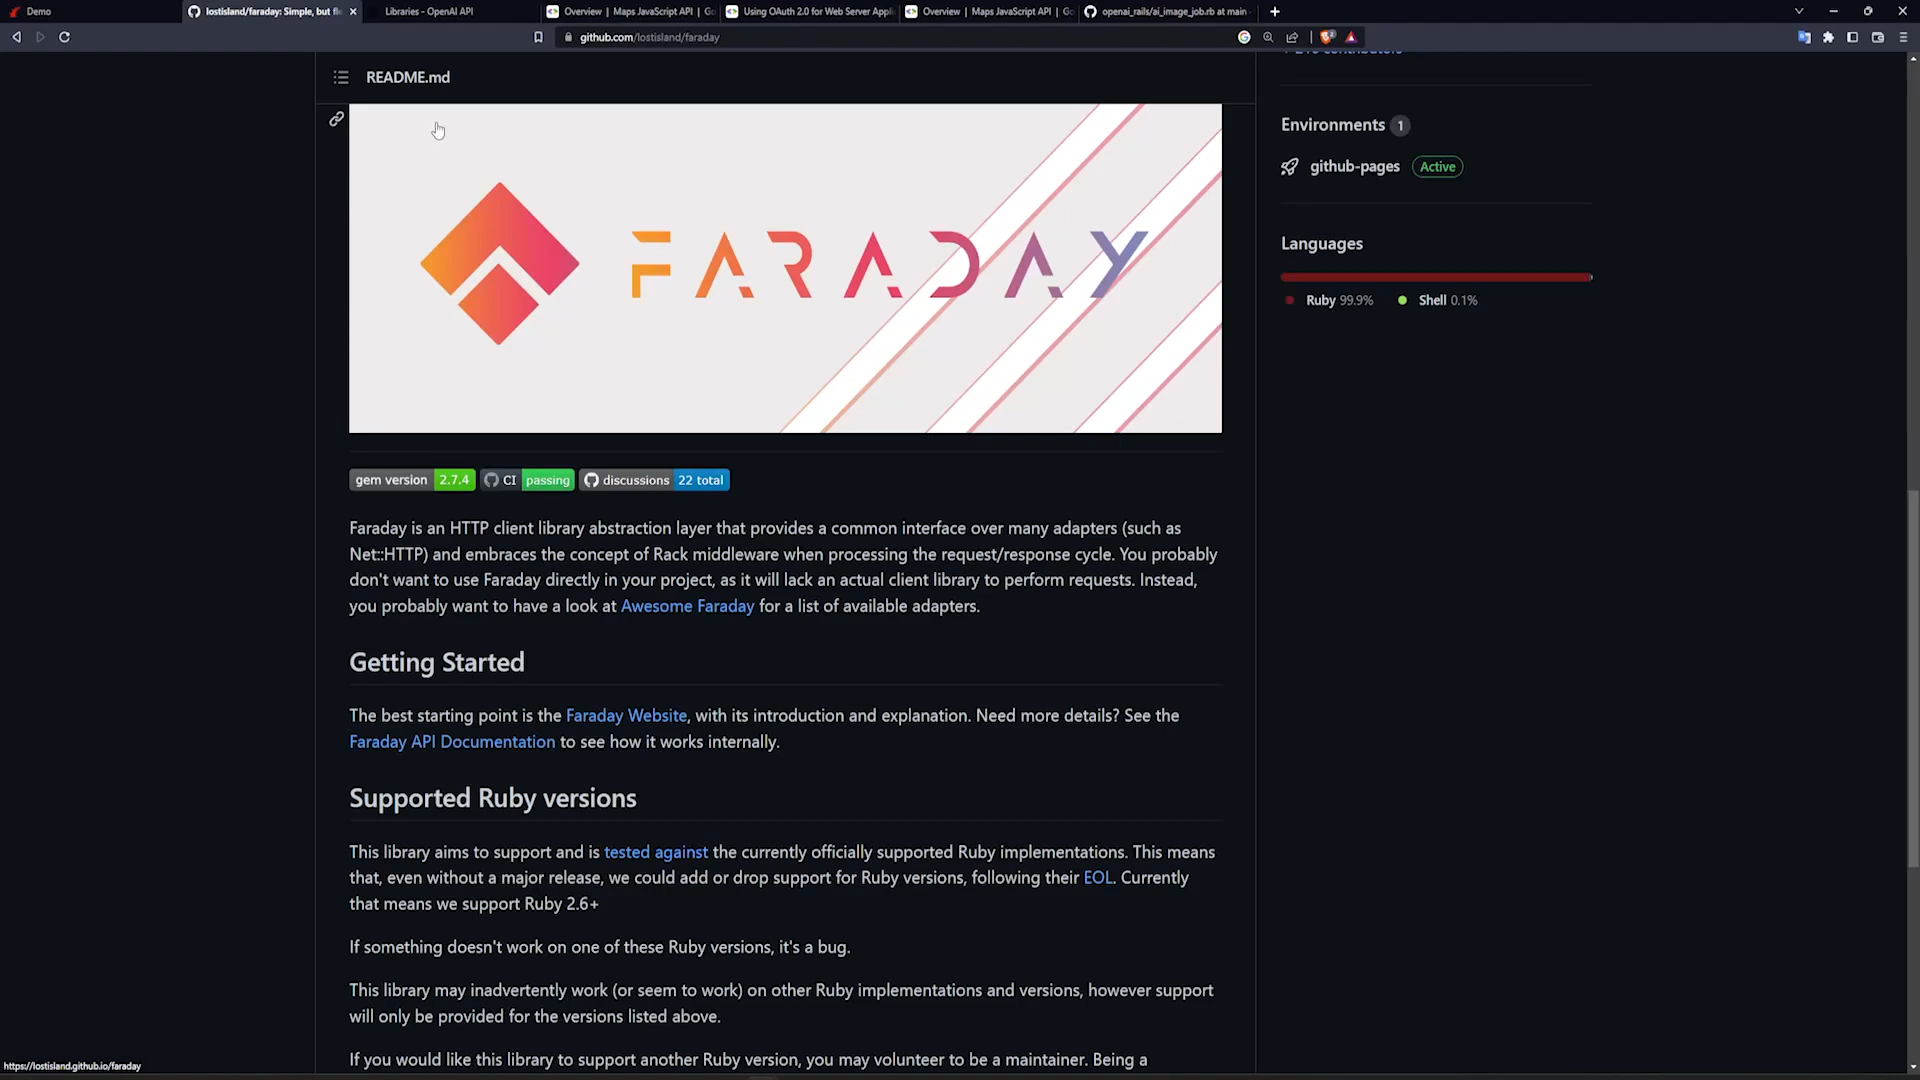 Demo
lostisland/faraday: Simple, but fle
Libraries - OpenAI API
Overview | Maps JavaScript API | Go
Using OAuth 2.0 for Web Server Appli
Overview | Maps JavaScript API | Go
openai_rails/ai_image_job.rb at main
github.com/lostisland/faraday
README.md
FARADAY
gem version 2.7.4
CI passing
discussions 22 total
Faraday is an HTTP client library abstraction layer that provides a common interface over many adapters (such as
Net::HTTP) and embraces the concept of Rack middleware when processing the request/response cycle. You probably
don't want to use Faraday directly in your project, as it will lack an actual client library to perform requests. Instead,
you probably want to have a look at Awesome Faraday for a list of available adapters.
Getting Started
The best starting point is the Faraday Website, with its introduction and explanation. Need more details? See the
Faraday API Documentation to see how it works internally.
Supported Ruby versions
This library aims to support and is tested against the currently officially supported Ruby implementations. This means
that, even without a major release, we could add or drop support for Ruby versions, following their EOL. Currently
that means we support Ruby 2.6+
If something doesn't work on one of these Ruby versions, it's a bug.
This library may inadvertently work (or seem to work) on other Ruby implementations and versions, however support
will only be provided for the versions listed above.
If you would like this library to support another Ruby version, you may volunteer to be a maintainer. Being a
contributors
Environments 1
github-pages Active
Languages
Ruby 99.9% Shell 0.1%
https://lostisland.github.io/faraday